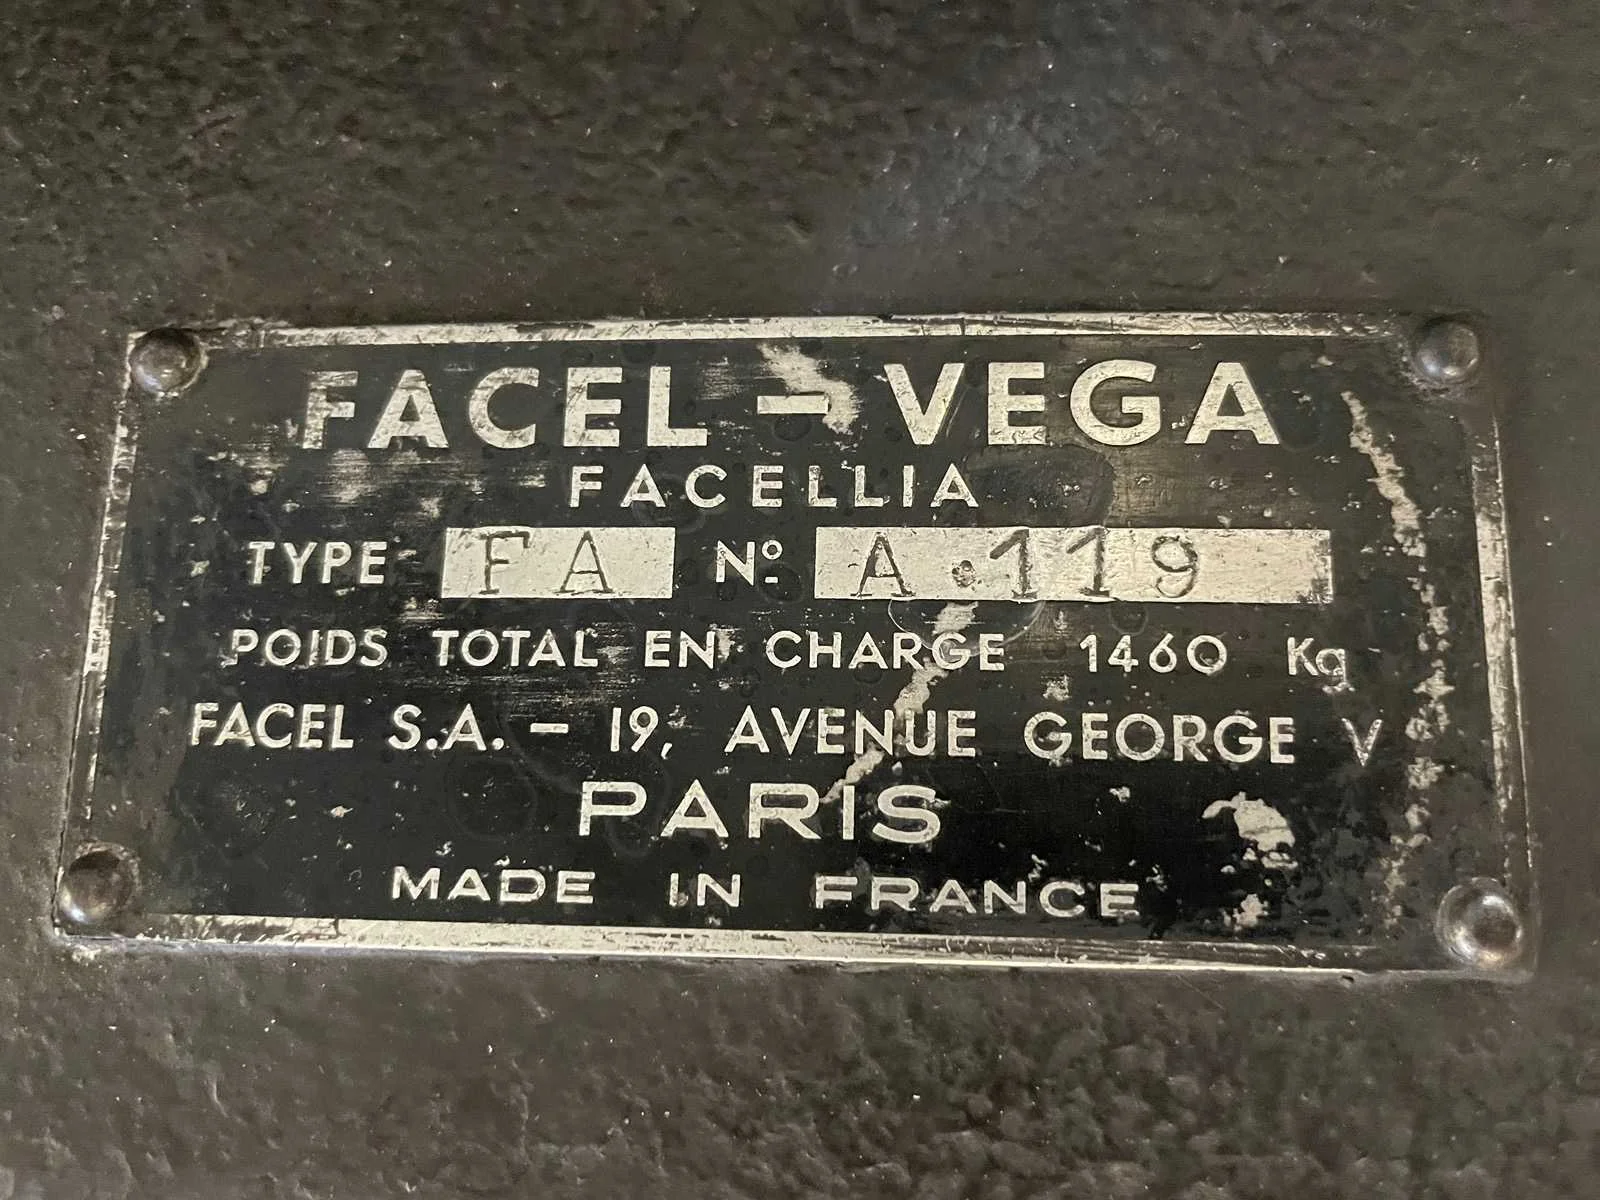 FACEL - VEGA
FACELLIA
TYPE FA Nº A.119
POIDS TOTAL EN CHARGE 1460 Kg
FACEL S.A. - 19, AVENUE GEORGE V
PARIS
MADE IN FRANCE